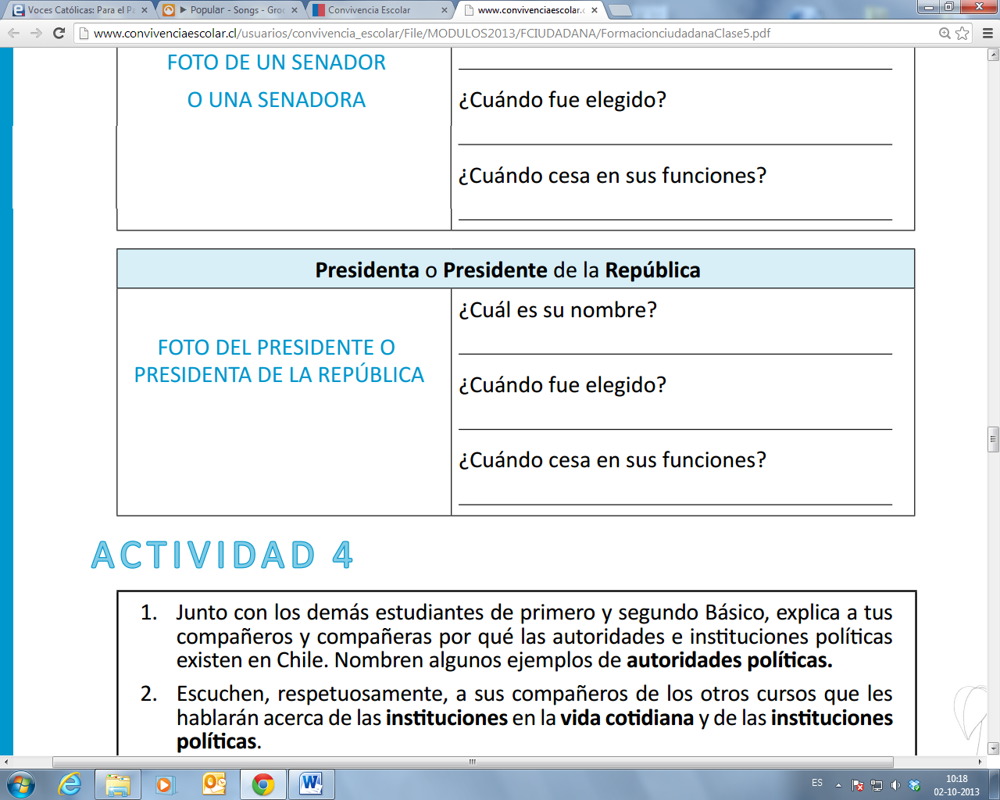 Voces Católicas: Para el Pa
Popular - Songs - Groo
Convivencia Escolar
www.convivenciaescolar.c
www.convivenciaescolar.cl/usuarios/convivencia_escolar/File/MODULOS2013/FCIUDADANA/FormacionciudadanaClase5.pdf
FOTO DE UN SENADOR
O UNA SENADORA
¿Cuándo fue elegido?
¿Cuándo cesa en sus funciones?
Presidenta o Presidente de la República
FOTO DEL PRESIDENTE O
PRESIDENTA DE LA REPÚBLICA
¿Cuál es su nombre?
¿Cuándo fue elegido?
¿Cuándo cesa en sus funciones?
ACTIVIDAD 4
1. Junto con los demás estudiantes de primero y segundo Básico, explica a tus
compañeros y compañeras por qué las autoridades e instituciones políticas
existen en Chile. Nombren algunos ejemplos de autoridades políticas.
2. Escuchen, respetuosamente, a sus compañeros de los otros cursos que les
hablarán acerca de las instituciones en la vida cotidiana y de las instituciones
políticas.
ES
10:18
02-10-2013